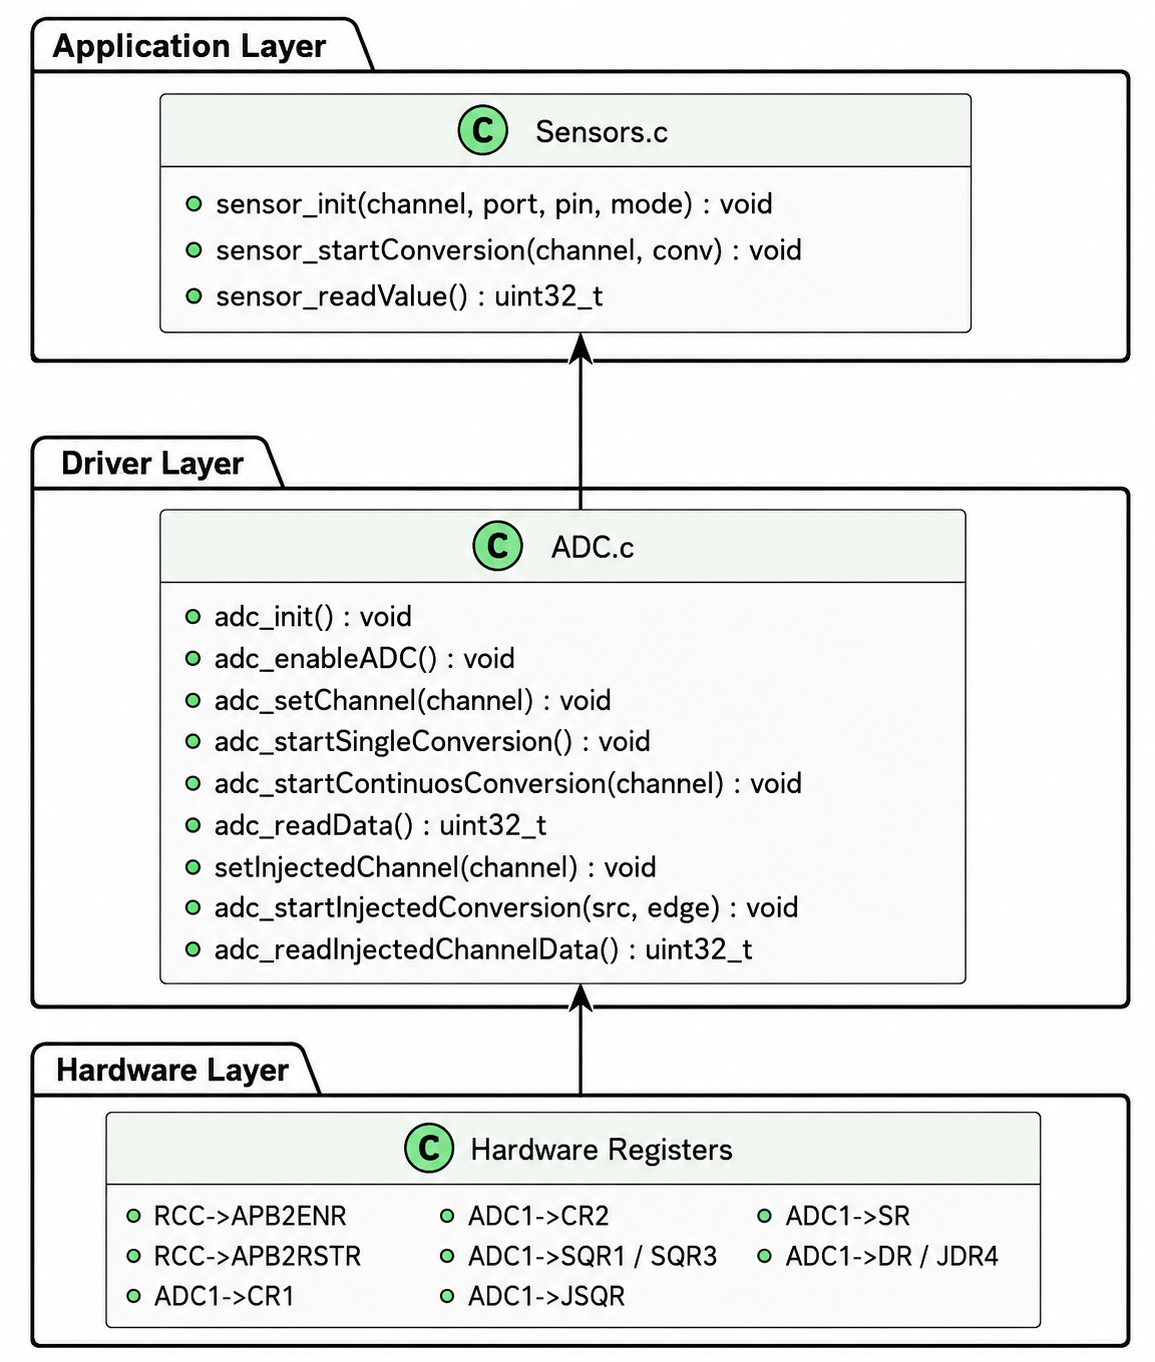 Application Layer
C Sensors.c
sensor_init(channel, port, pin, mode) : void
sensor_startConversion(channel, conv) : void
sensor_readValue() : uint32_t
Driver Layer
C ADC.c
adc_init() : void
adc_enableADC() : void
adc_setChannel(channel) : void
adc_startSingleConversion() : void
adc_startContinuosConversion(channel) : void
adc_readData() : uint32_t
setInjectedChannel(channel) : void
adc_startInjectedConversion(src, edge) : void
adc_readInjectedChannelData() : uint32_t
Hardware Layer
C Hardware Registers
RCC->APB2ENR
RCC->APB2RSTR
ADC1->CR1
ADC1->CR2
ADC1->SQR1 / SQR3
ADC1->JSQR
ADC1->SR
ADC1->DR / JDR4